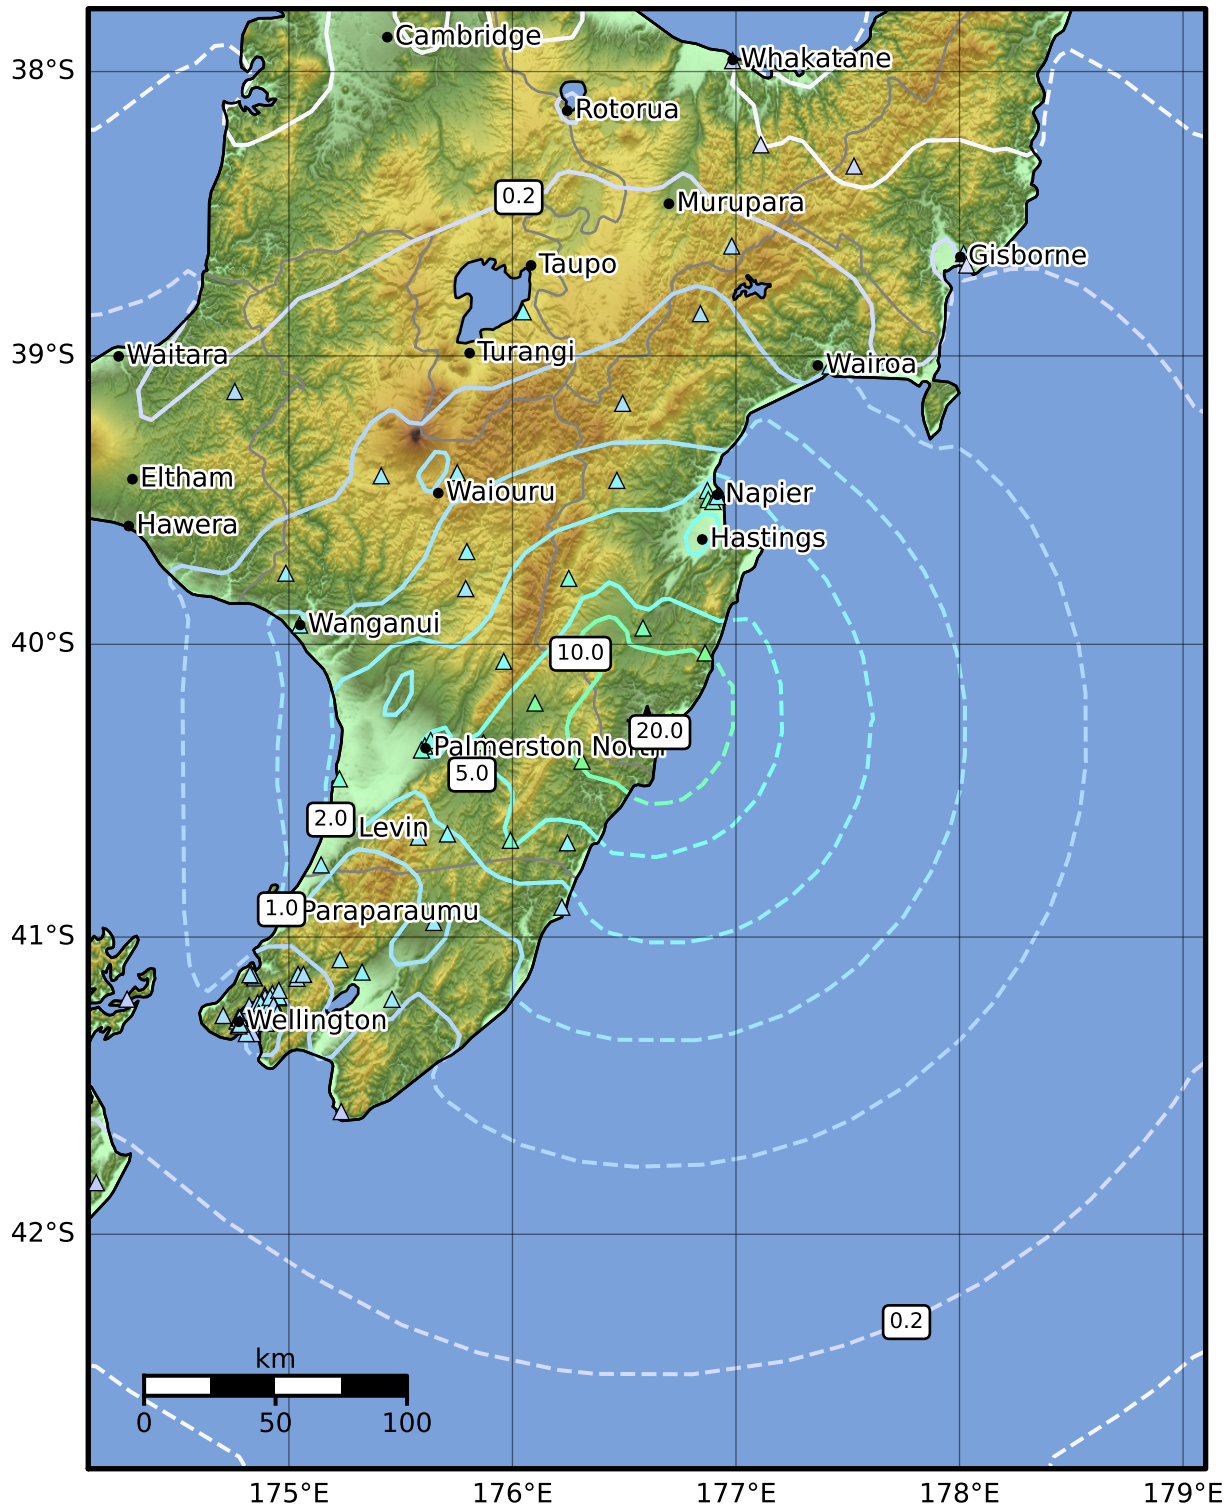 Cambridge
Whakatane
38°S
Rotorua
0.2
Murupara
Gisborne
Taupo
39°S
Waitara
Turangi
Wairoa
Eltham
Waiouru
Napier
Hawera
Hastings
Wanganui
40°S
10.0
20.0
Palmerston North
5.0
2.0
Levin
1.0
Paraparaumu
41°S
Wellington
42°S
0.2
km
0 50 100
175°E 176°E 177°E 178°E 179°E